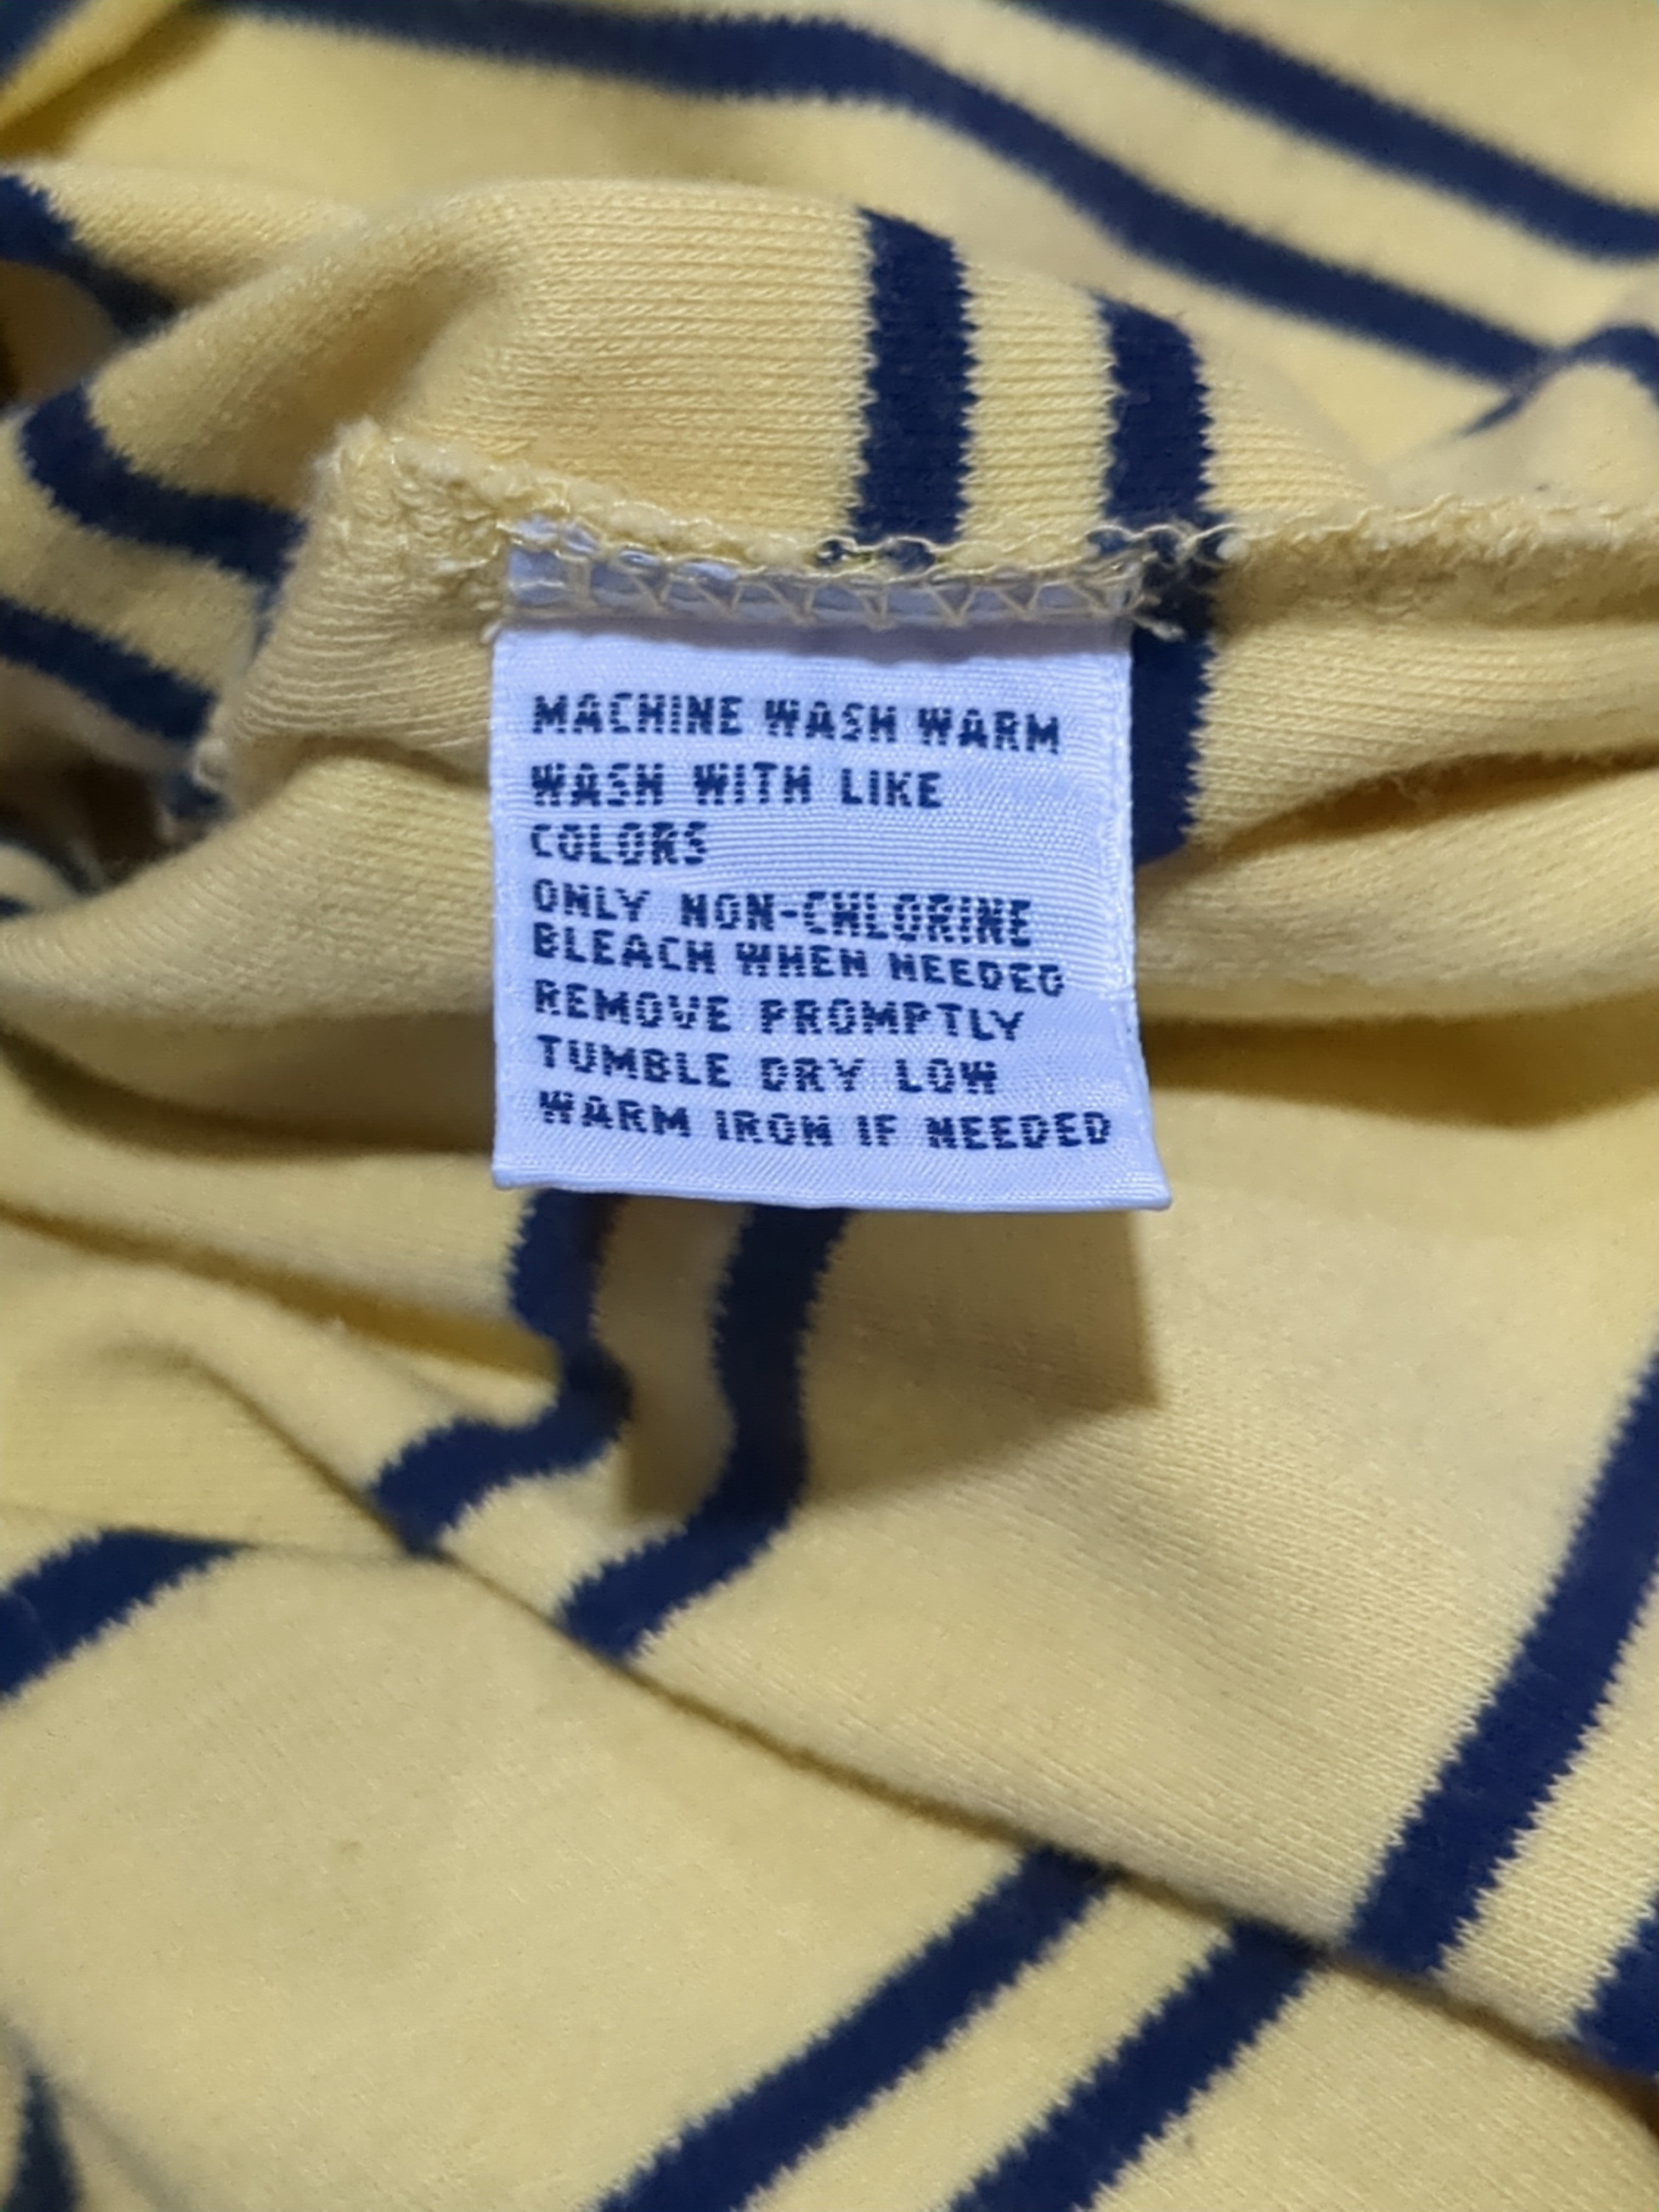 MACHINE WASH WARM
WASH WITH LIKE
COLORS
ONLY NON-CHLORINE
BLEACH WHEN NEEDED
REMOVE PROMPTLY
TUMBLE DRY LOW
WARM IRON IF NEEDED